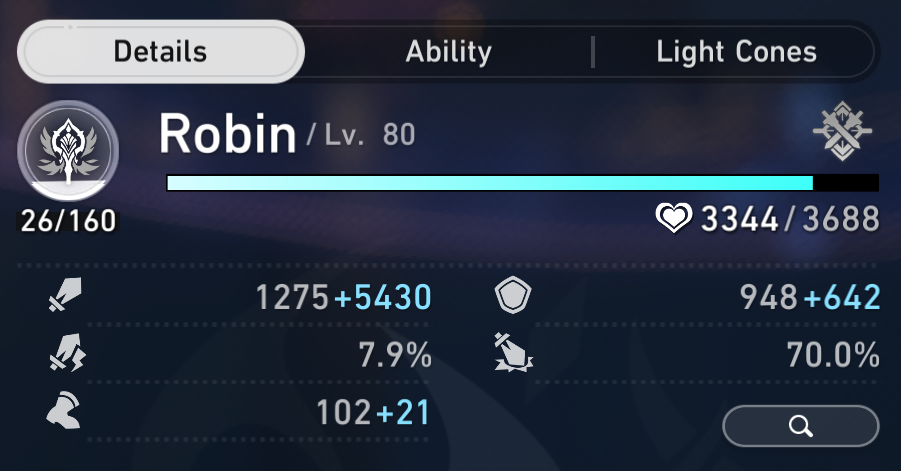 Details Ability Light Cones
Robin / Lv. 80
26/160 3344/3688
1275+5430 948+642
7.9% 70.0%
102+21